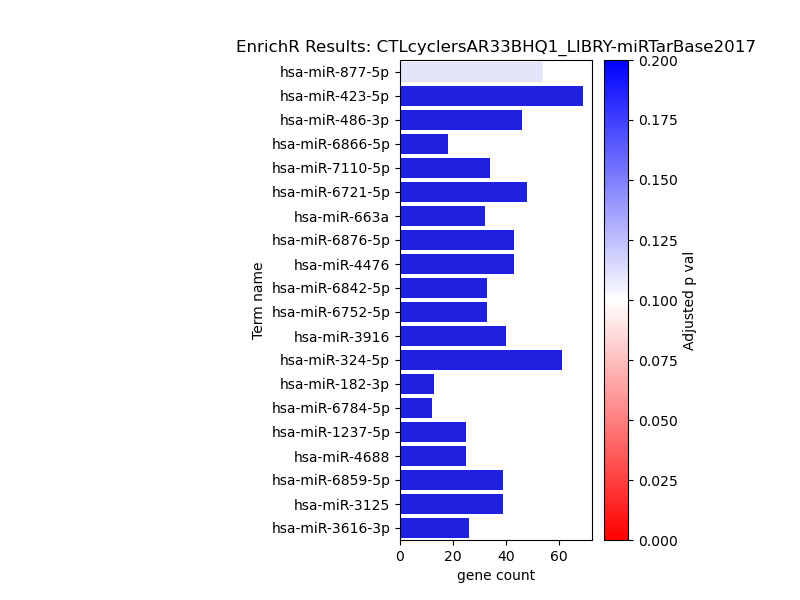 EnrichR Results: CTLcyclersAR33BHQ1_LIBRY-miRTarBase2017
hsa-miR-877-5p
hsa-miR-423-5p
hsa-miR-486-3p
hsa-miR-6866-5p
hsa-miR-7110-5p
hsa-miR-6721-5p
hsa-miR-663a
hsa-miR-6876-5p
hsa-miR-4476
hsa-miR-6842-5p
hsa-miR-6752-5p
hsa-miR-3916
hsa-miR-324-5p
hsa-miR-182-3p
hsa-miR-6784-5p
hsa-miR-1237-5p
hsa-miR-4688
hsa-miR-6859-5p
hsa-miR-3125
hsa-miR-3616-3p
Term name
0 20 40 60
gene count
0.200
0.175
0.150
0.125
0.100
0.075
0.050
0.025
0.000
Adjusted p val